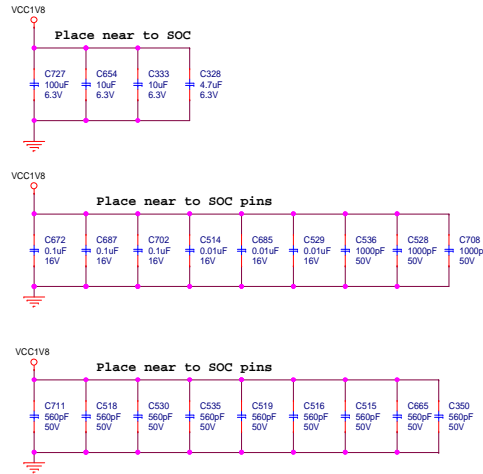 VCC1V8
Place near to SOC
C727 C654 C333 C328
100uF 10uF 10uF 4.7uF
6.3V 6.3V 6.3V 6.3V
VCC1V8
Place near to SOC pins
C672 C687 C702 C514 C685 C529 C536 C528 C708
0.1uF 0.1uF 0.1uF 0.01uF 0.01uF 0.01uF 1000pF 1000pF 1000p
16V 16V 16V 16V 16V 16V 50V 50V 50V
VCC1V8
Place near to SOC pins
C711 C518 C530 C535 C519 C516 C515 C665 C350
560pF 560pF 560pF 560pF 560pF 560pF 560pF 560pF 560pF
50V 50V 50V 50V 50V 50V 50V 50V 50V